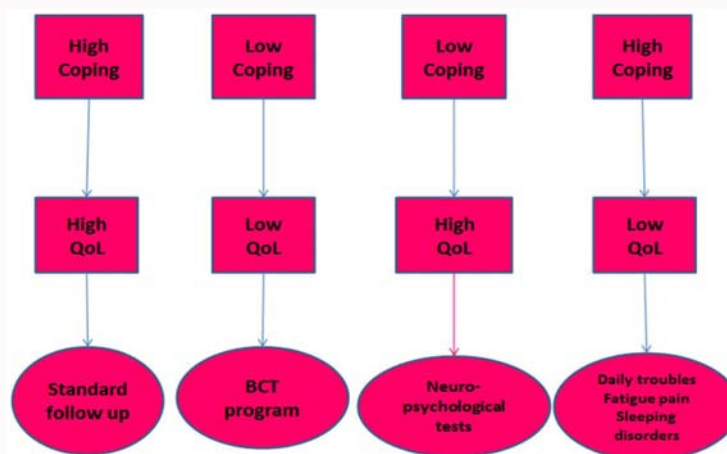 High
Coping
Low
Coping
Low
Coping
High
Coping
High
QoL
Low
QoL
High
QoL
Low
QoL
Standard
follow up
BCT
program
Neuro-
psychological
tests
Daily troubles
Fatigue pain
Sleeping
disorders